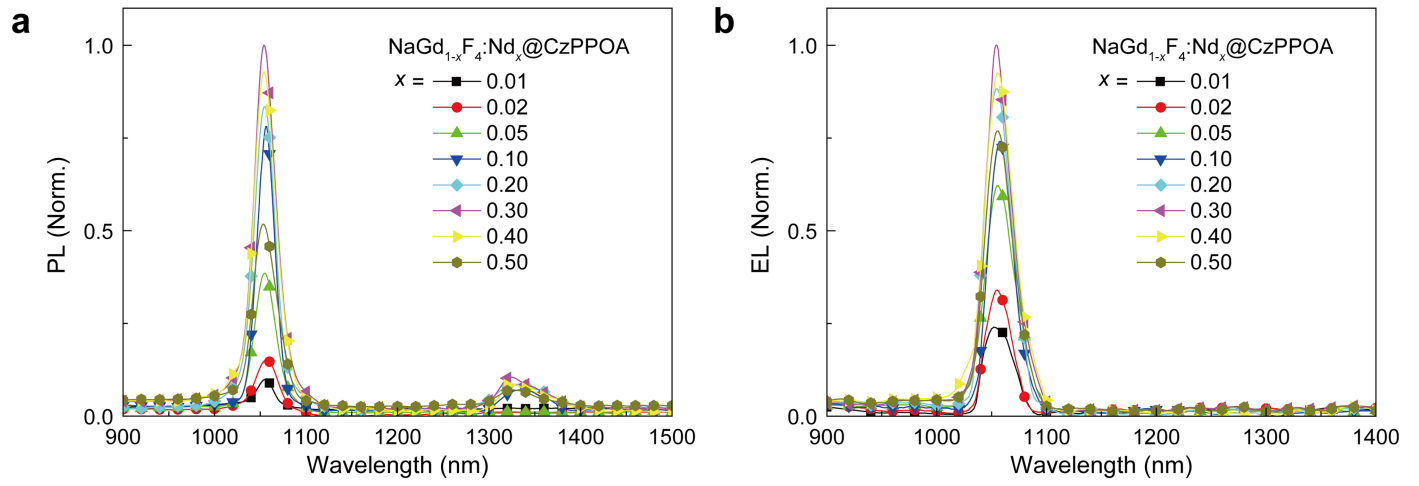 a
NaGd1-xF4:Ndx@CzPPOA
x = 0.01
0.02
0.05
0.10
0.20
0.30
0.40
0.50
PL (Norm.)
1.0
0.5
0.0
900 1000 1100 1200 1300 1400 1500
Wavelength (nm)
b
NaGd1-xF4:Ndx@CzPPOA
x = 0.01
0.02
0.05
0.10
0.20
0.30
0.40
0.50
EL (Norm.)
1.0
0.5
0.0
900 1000 1100 1200 1300 1400
Wavelength (nm)